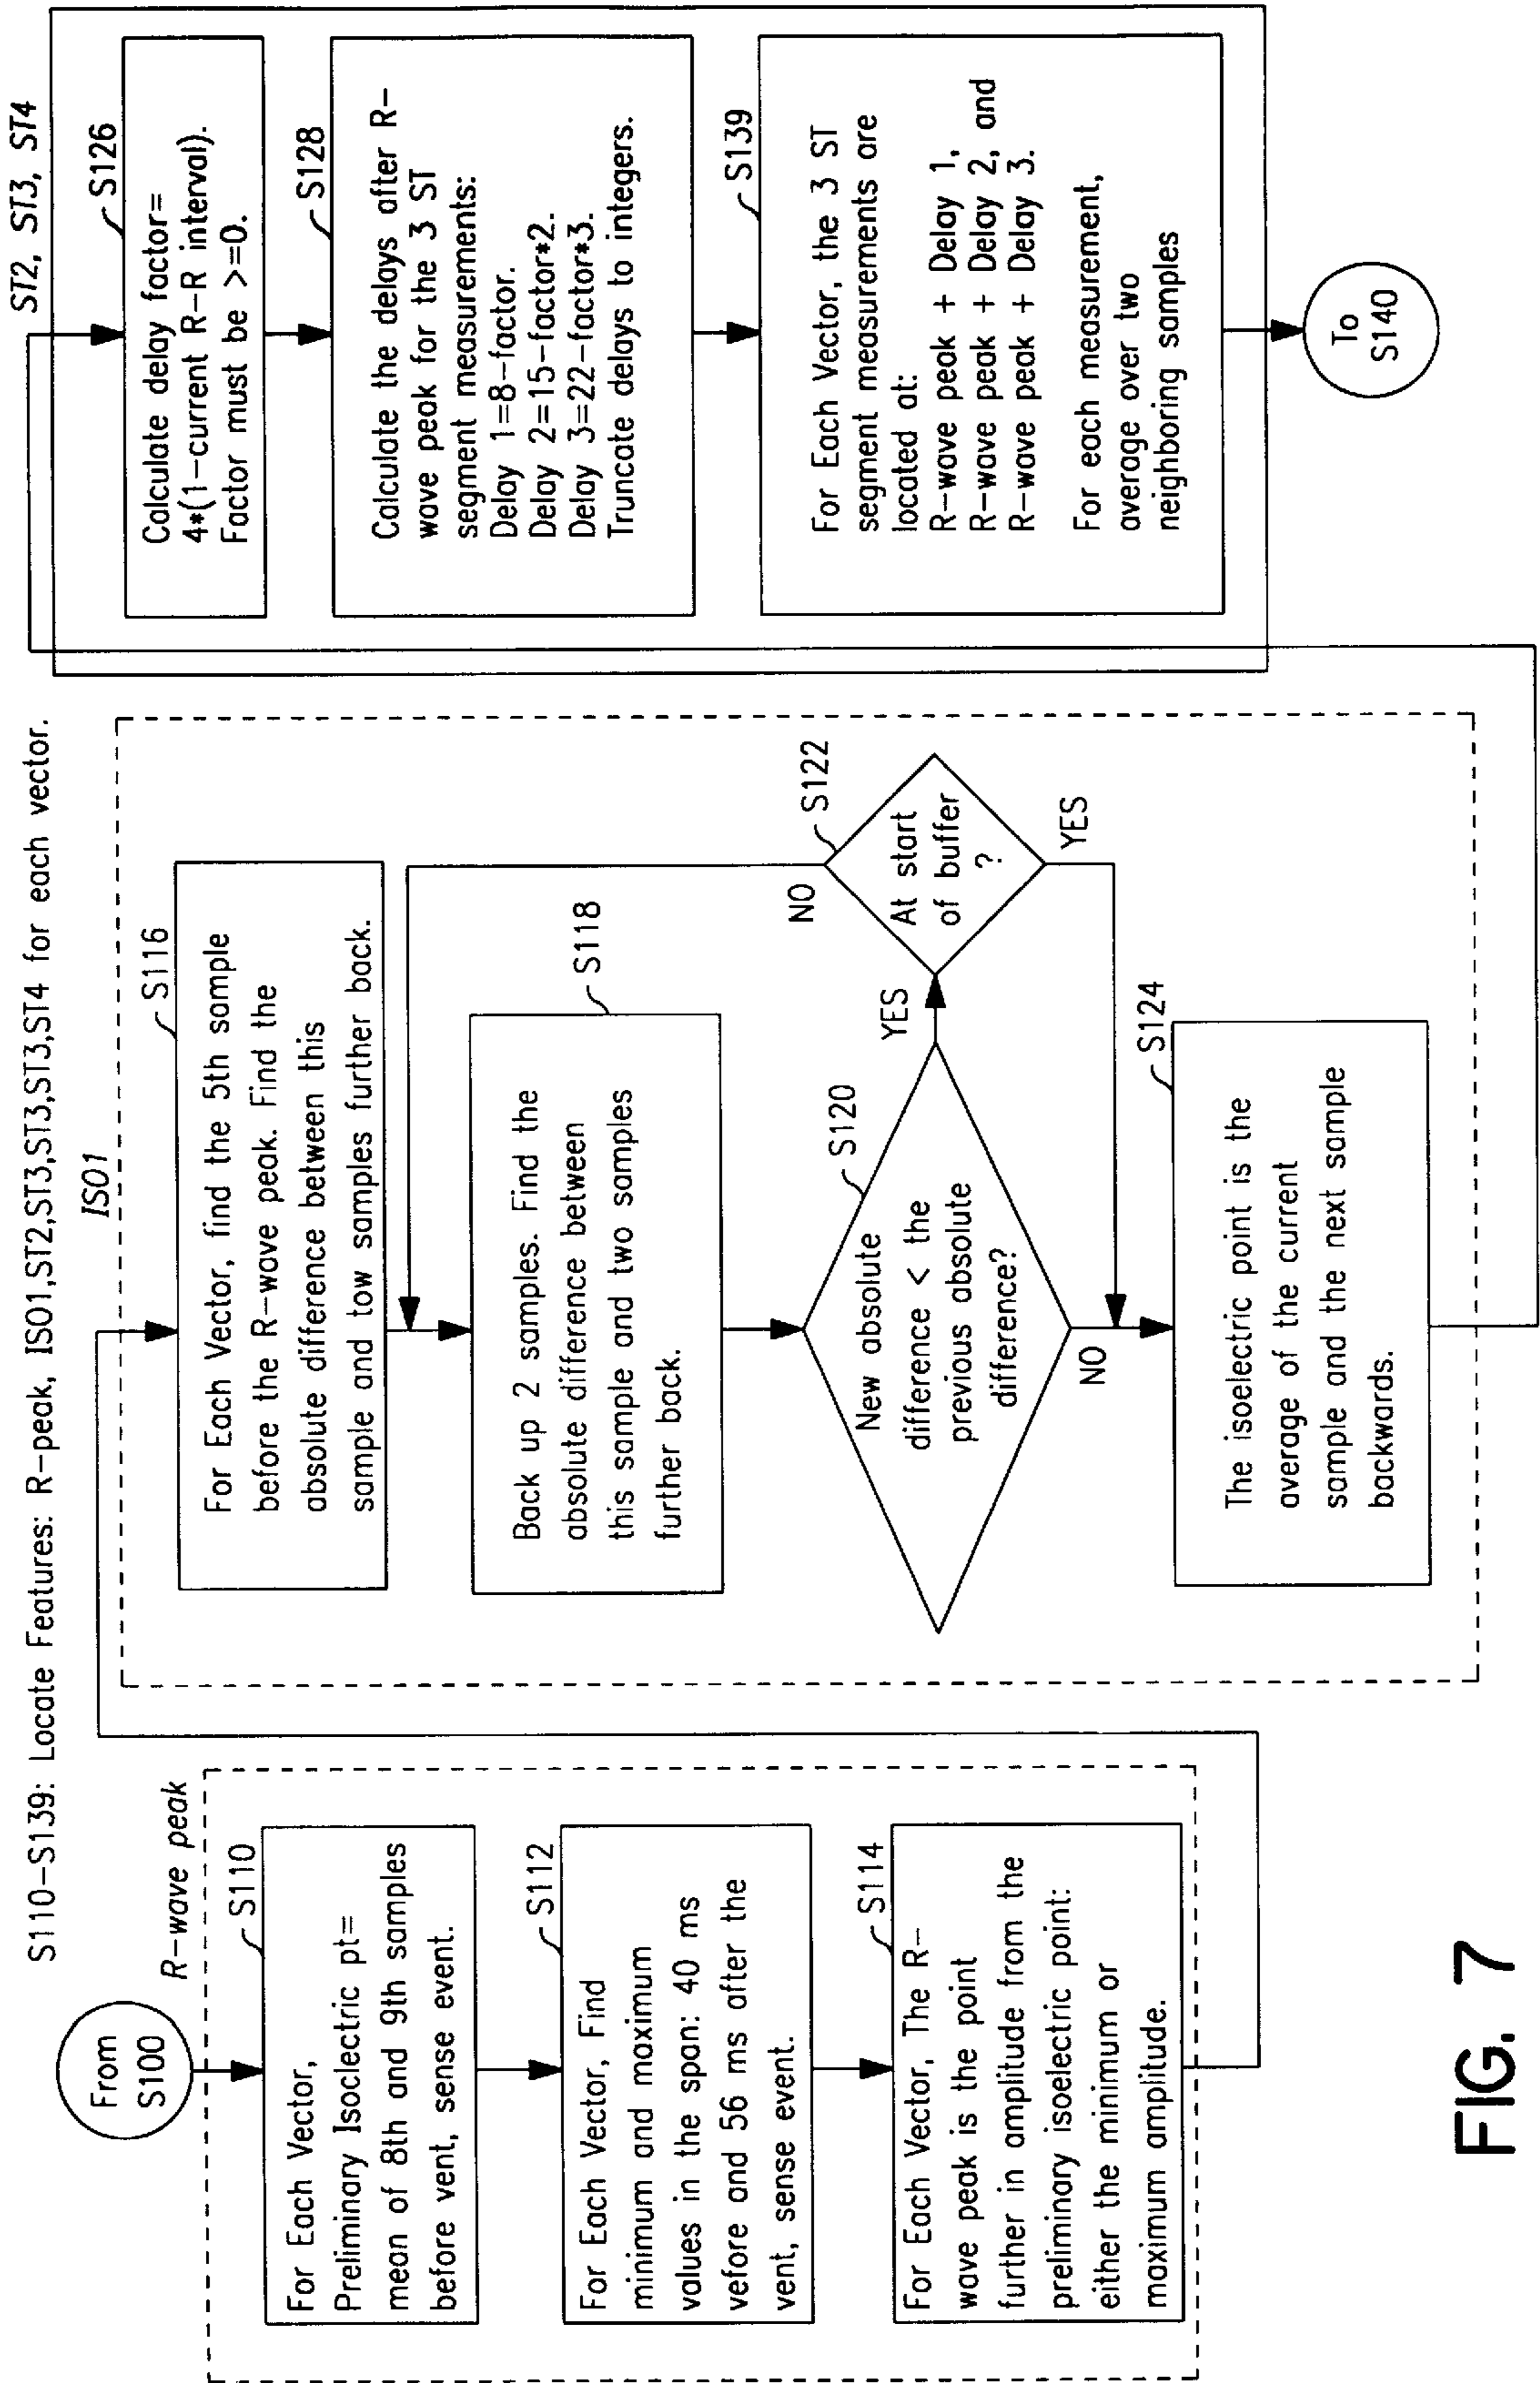 S110-S139: Locate Features: R-peak, ISO1,ST2,ST3,ST3,ST3,ST4 for each vector.
From
S100
R-wave peak
S110
For Each Vector,
Preliminary Isoclectric pt=
mean of 8th and 9th samples
before vent, sense event.
S112
For Each Vector, Find
minimum and maximum
values in the span: 40 ms
vefore and 56 ms after the
vent, sense event.
S114
For Each Vector, The R-
wave peak is the point
further in amplitude from the
preliminary isoelectric point:
either the minimum or
maximum amplitude.
ISO1
S116
For Each Vector, find the 5th sample
before the R-wave peak. Find the
absolute difference between this
sample and tow samples further back.
S118
Back up 2 samples. Find the
absolute difference between
this sample and two samples
further back.
S120
New absolute
difference < the
previous absolute
difference?
YES
NO
S122
At start
of buffer
?
NO
YES
S124
The isoelectric point is the
average of the current
sample and the next sample
backwards.
ST2, ST3, ST4
S126
Calculate delay factor=
4*(1-current R-R interval).
Factor must be >=0.
S128
Calculate the delays after R-
wave peak for the 3 ST
segment measurements:
Delay 1=8-factor.
Delay 2=15-factor*2.
Delay 3=22-factor*3.
Truncate delays to integers.
S139
For Each Vector, the 3 ST
segment measurements are
located at:
R-wave peak + Delay 1,
R-wave peak + Delay 2, and
R-wave peak + Delay 3.
For each measurement,
average over two
neighboring samples
To
S140
FIG. 7